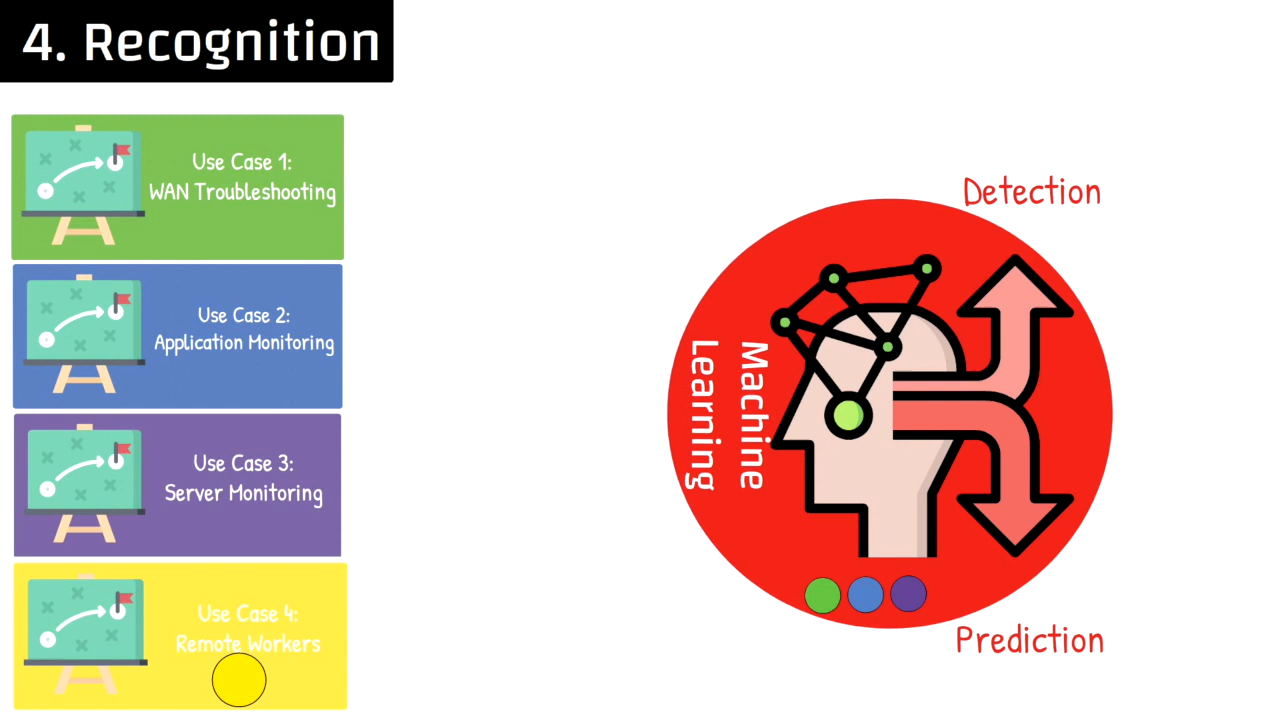 4. Recognition
Use Case 1:
WAN Troubleshooting
Use Case 2:
Application Monitoring
Use Case 3:
Server Monitoring
Use Case 4:
Remote Workers
Detection
Machine
Learning
Prediction